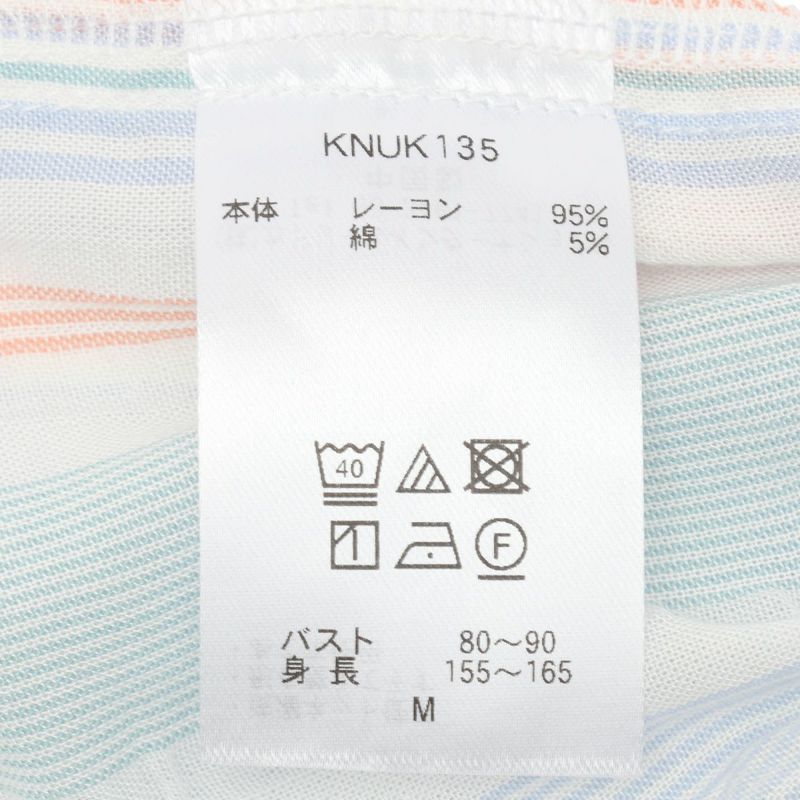 KNUK135
本体 レーヨン 95%
綿 5%
40
F
バスト 80〜90
身長 155〜165
M